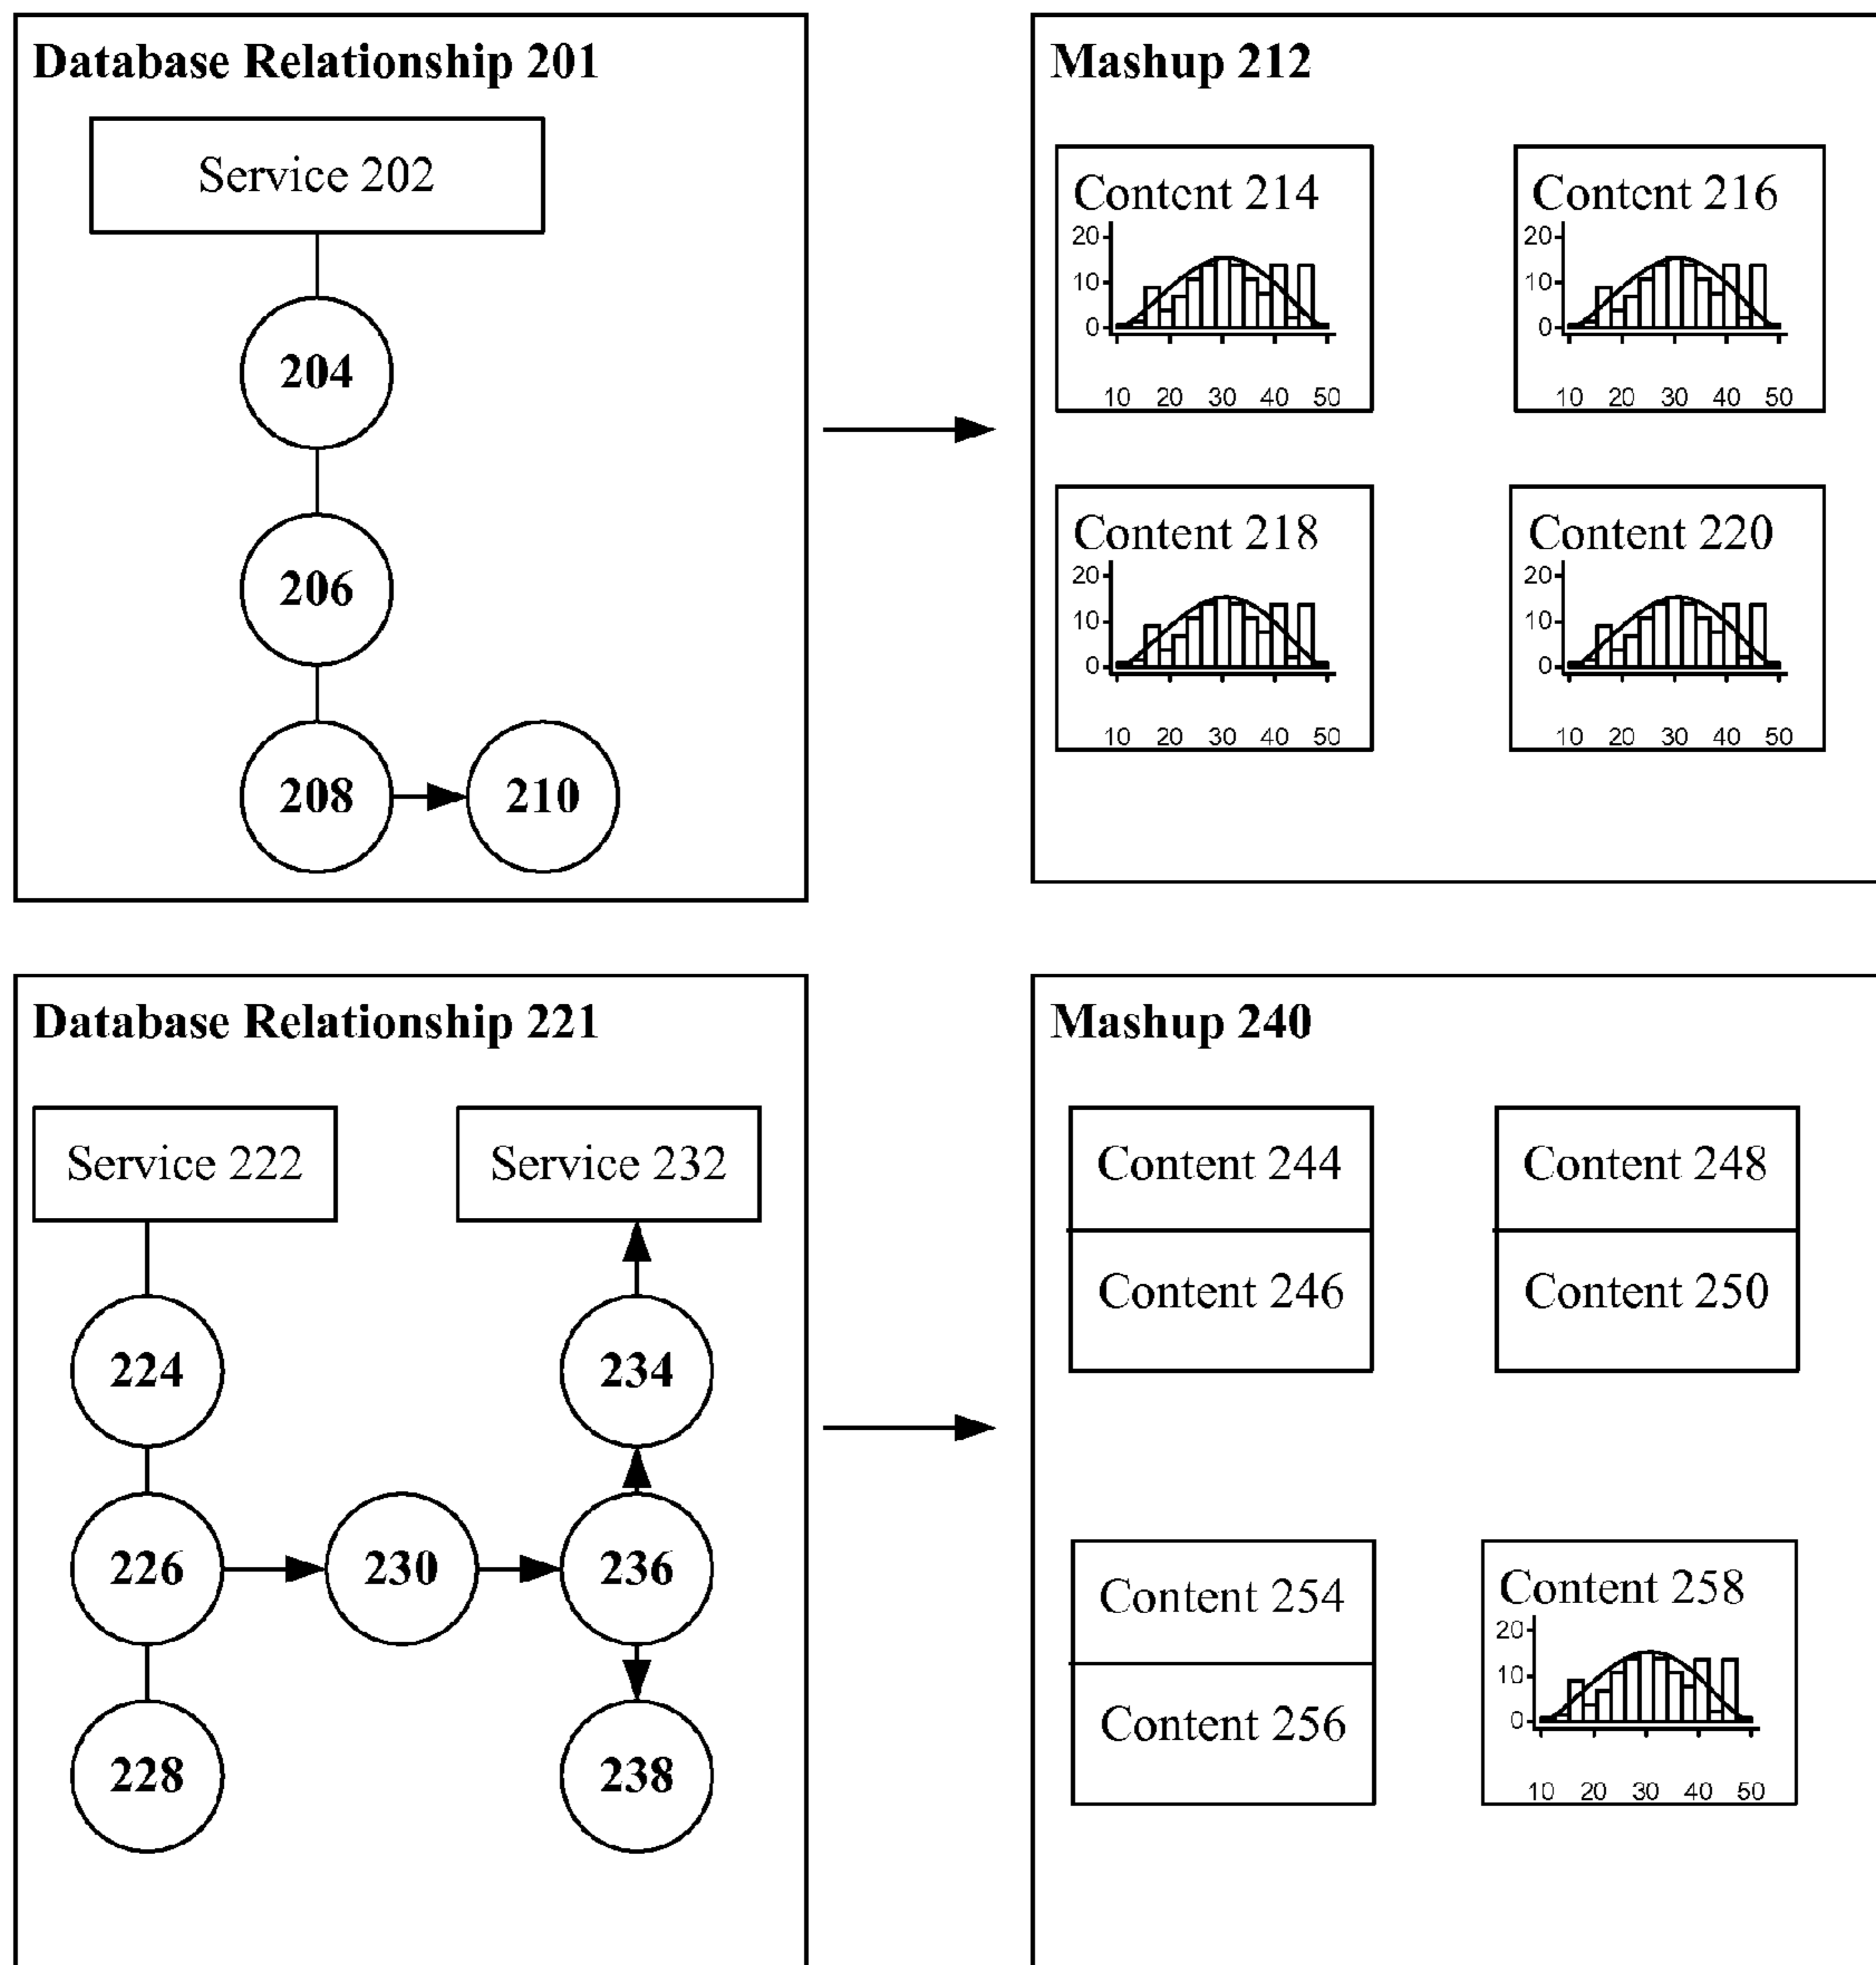 Database Relationship 201
Service 202
204
206
208
210
Mashup 212
Content 214
20
10
0
10 20 30 40 50
Content 216
20
10
0
10 20 30 40 50
Content 218
20
10
0
10 20 30 40 50
Content 220
20
10
0
10 20 30 40 50
Database Relationship 221
Service 222
Service 232
224
234
226
230
236
228
238
Mashup 240
Content 244
Content 246
Content 248
Content 250
Content 254
Content 256
Content 258
20
10
0
10 20 30 40 50